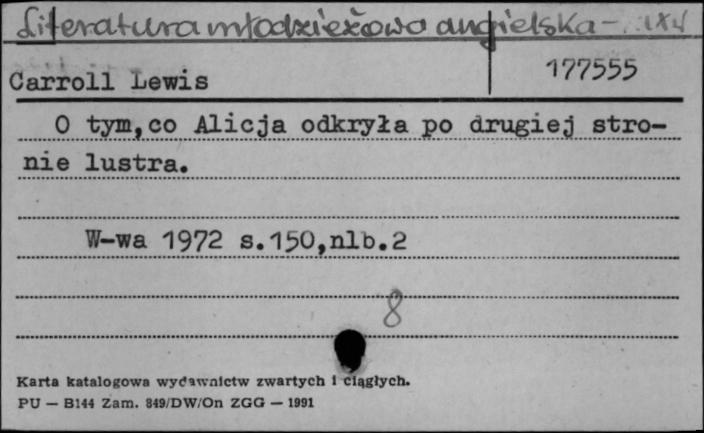 Literatura młodzieżowa angielska -
Carroll Lewis
177555
O tym,co Alicja odkryła po drugiej stro-
nie lustra.
W-wa 1972 s.150,nlb.2
8
Karta katalogowa wydawnictw zwartych i ciągłych.
PU — B144 Zam. 849/DW/On ZGG — 1991